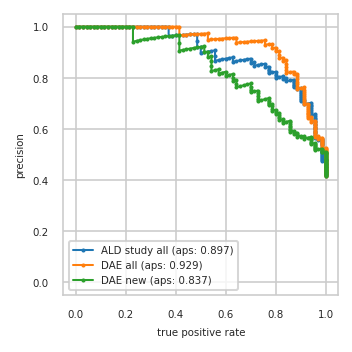 1.0
0.8
0.6
0.4
0.2
0.0
precision
ALD study all (aps: 0.897)
DAE all (aps: 0.929)
DAE new (aps: 0.837)
0.0 0.2 0.4 0.6 0.8 1.0
true positive rate